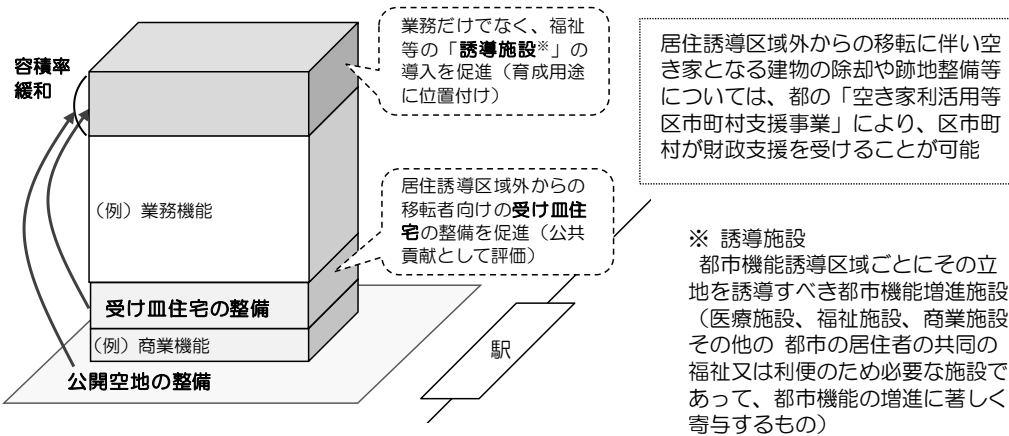 容積率
緩和
業務だけでなく、福祉
等の「誘導施設※」の
導入を促進（育成用途
に位置付け）
（例）業務機能
居住誘導区域外からの
移転者向けの受け皿住
宅の整備を促進（公共
貢献として評価）
受け皿住宅の整備
（例）商業機能
公開空地の整備
駅
居住誘導区域外からの移転に伴い空
き家となる建物の除却や跡地整備等
については、都の「空き家利活用等
区市町村支援事業」により、区市町
村が財政支援を受けることが可能
※ 誘導施設
都市機能誘導区域ごとにその立
地を誘導すべき都市機能増進施設
（医療施設、福祉施設、商業施設
その他の 都市の居住者の共同の
福祉又は利便のため必要な施設で
あって、都市機能の増進に著しく
寄与するもの）